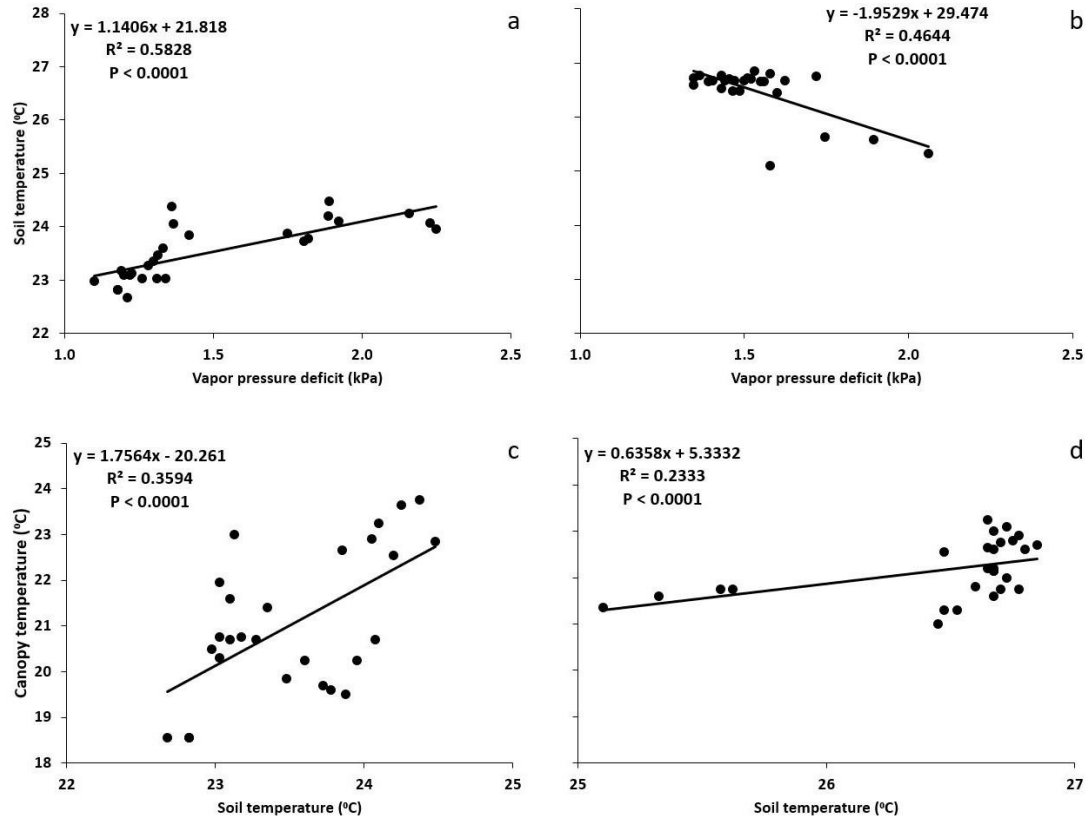 a
y = 1.1406x + 21.818
R² = 0.5828
P < 0.0001
Soil temperature (⁰C)
28
27
26
25
24
23
22
1.0
1.5
2.0
2.5
Vapor pressure deficit (kPa)
b
y = -1.9529x + 29.474
R² = 0.4644
P < 0.0001
1.0
1.5
2.0
2.5
Vapor pressure deficit (kPa)
c
y = 1.7564x - 20.261
R² = 0.3594
P < 0.0001
Canopy temperature (⁰C)
25
24
23
22
21
20
19
18
22
23
24
25
Soil temperature (⁰C)
d
y = 0.6358x + 5.3332
R² = 0.2333
P < 0.0001
25
26
27
Soil temperature (⁰C)